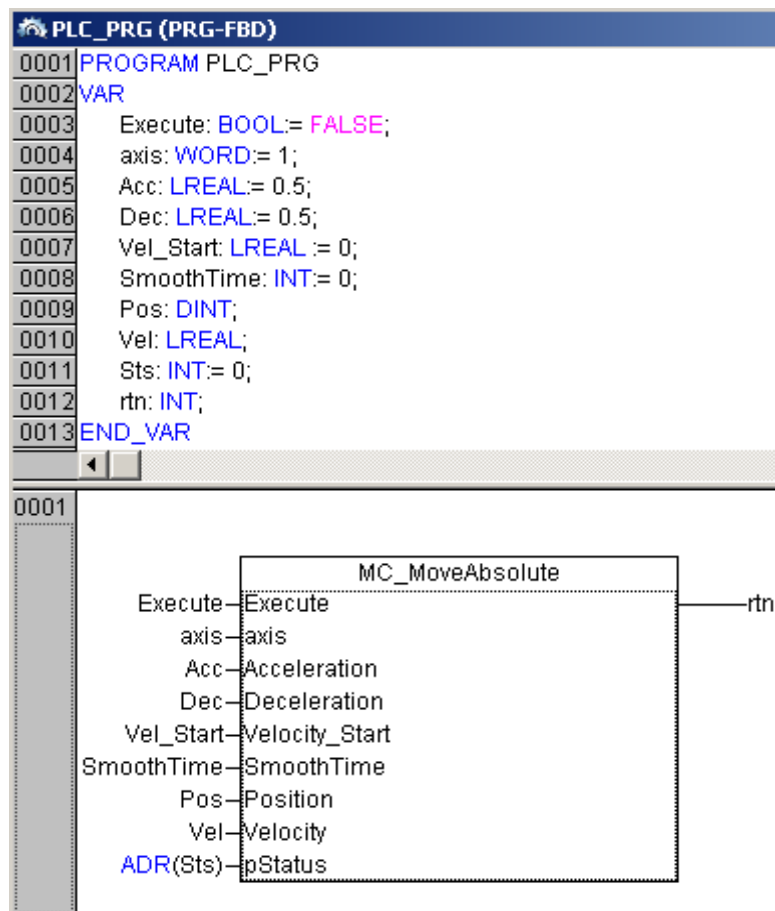 PLC_PRG (PRG-FBD)
0001 PROGRAM PLC_PRG
0002 VAR
0003 Execute: BOOL:= FALSE;
0004 axis: WORD:= 1;
0005 Acc: LREAL:= 0.5;
0006 Dec: LREAL:= 0.5;
0007 Vel_Start: LREAL := 0;
0008 SmoothTime: INT:= 0;
0009 Pos: DINT;
0010 Vel: LREAL;
0011 Sts: INT:= 0;
0012 rtn: INT;
0013 END_VAR
0001
MC_MoveAbsolute
Execute Execute rtn
axis axis
Acc Acceleration
Dec Deceleration
Vel_Start Velocity_Start
SmoothTime SmoothTime
Pos Position
Vel Velocity
ADR(Sts) pStatus